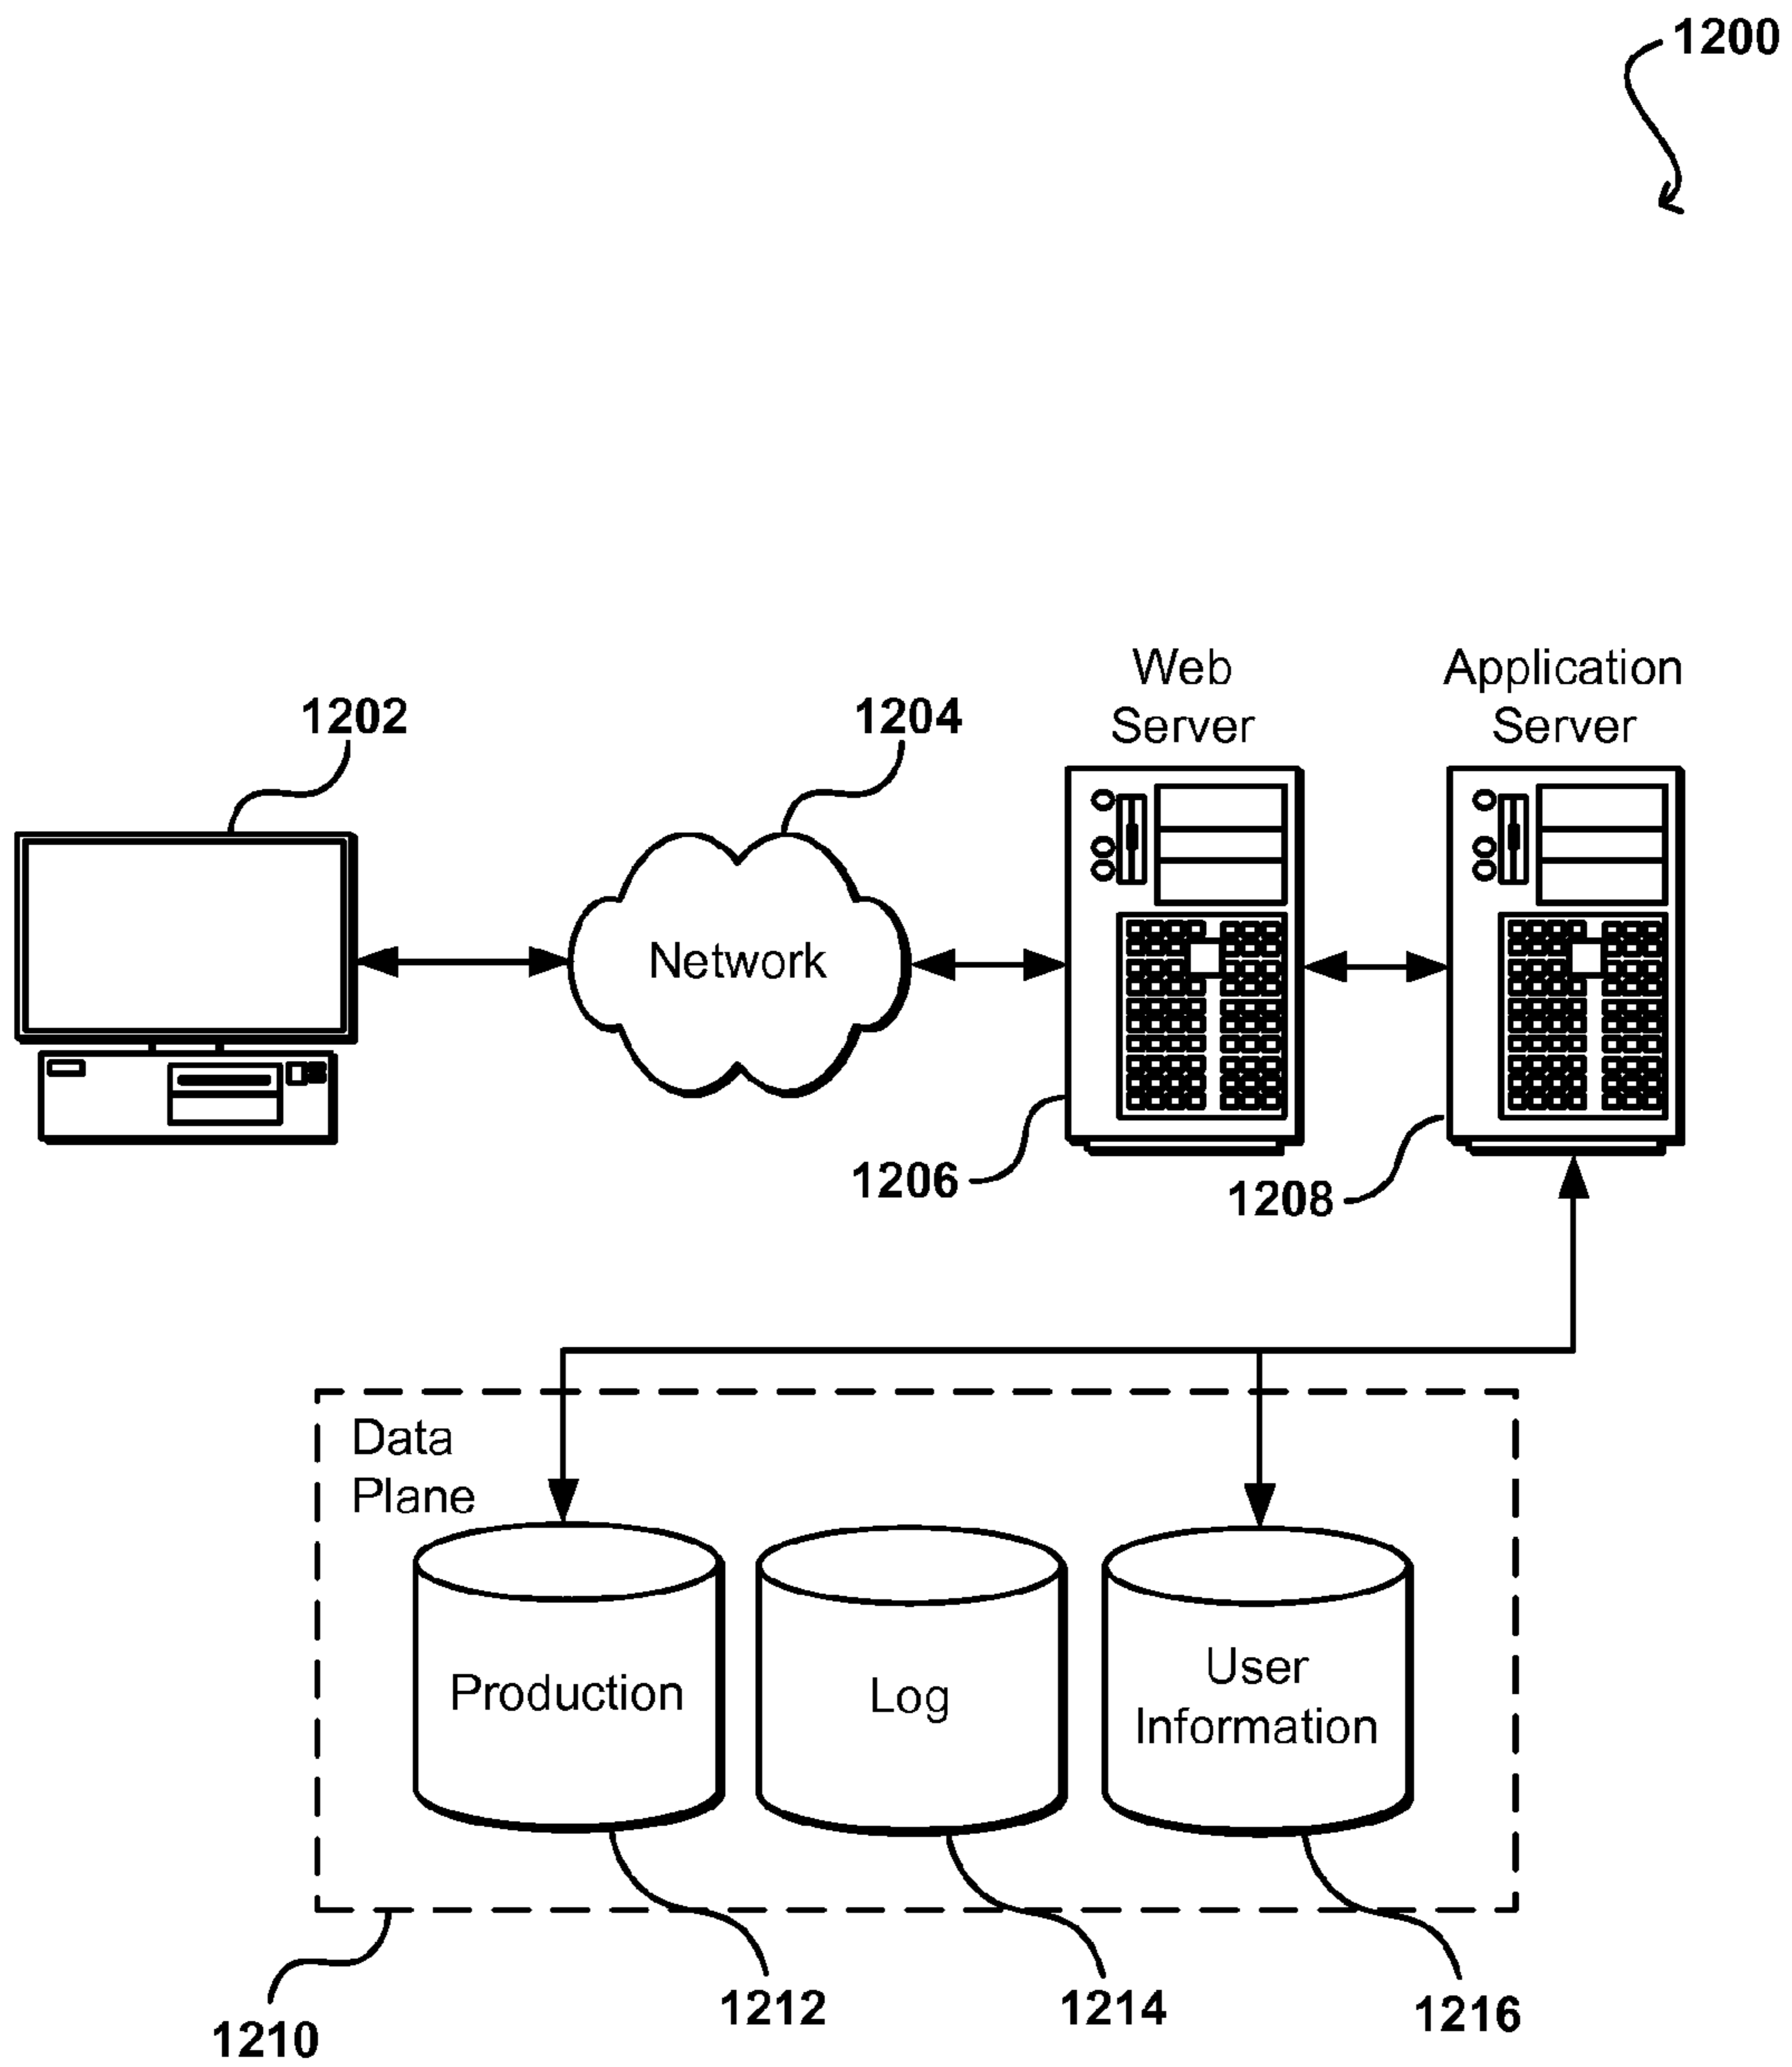 1200
Web
Server
Application
Server
1202
1204
Network
1206
1208
Data
Plane
Production
Log
User
Information
1212
1214
1216
1210